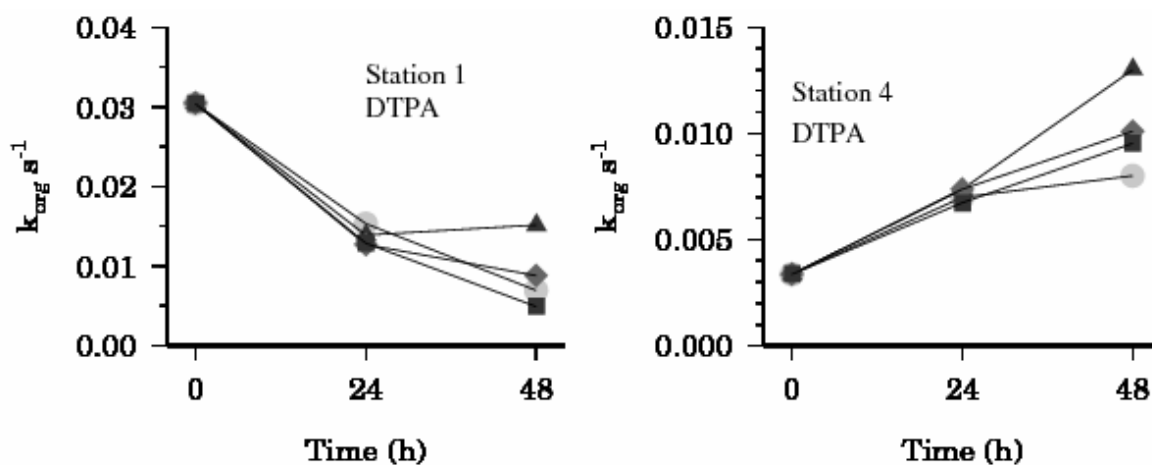 0.04
0.03
0.02
0.01
0.00
k_org s^-1
Station 1
DTPA
0 24 48
Time (h)
0.015
0.010
0.005
0.000
k_org s^-1
Station 4
DTPA
0 24 48
Time (h)